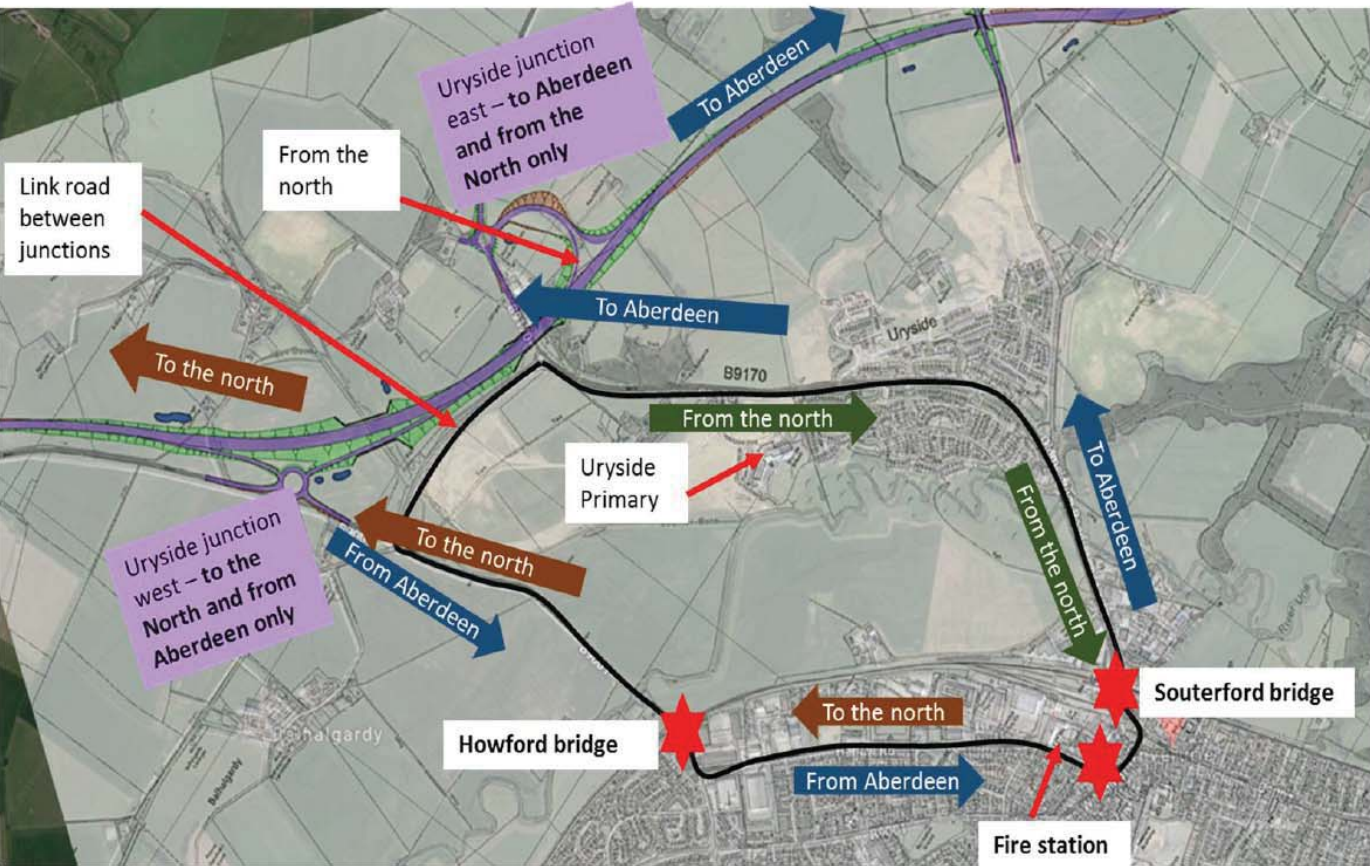 Uryside junction
east – to Aberdeen
and from the
North only
To Aberdeen
From the
north
Link road
between
junctions
To Aberdeen
Uryside
To the north
B9170
From the north
Uryside
Primary
To Aberdeen
From the north
To the north
From Aberdeen
Uryside junction
west – to the
North and from
Aberdeen only
River Urie
Souterford bridge
To the north
Howford bridge
Balhalgardy
From Aberdeen
Fire station